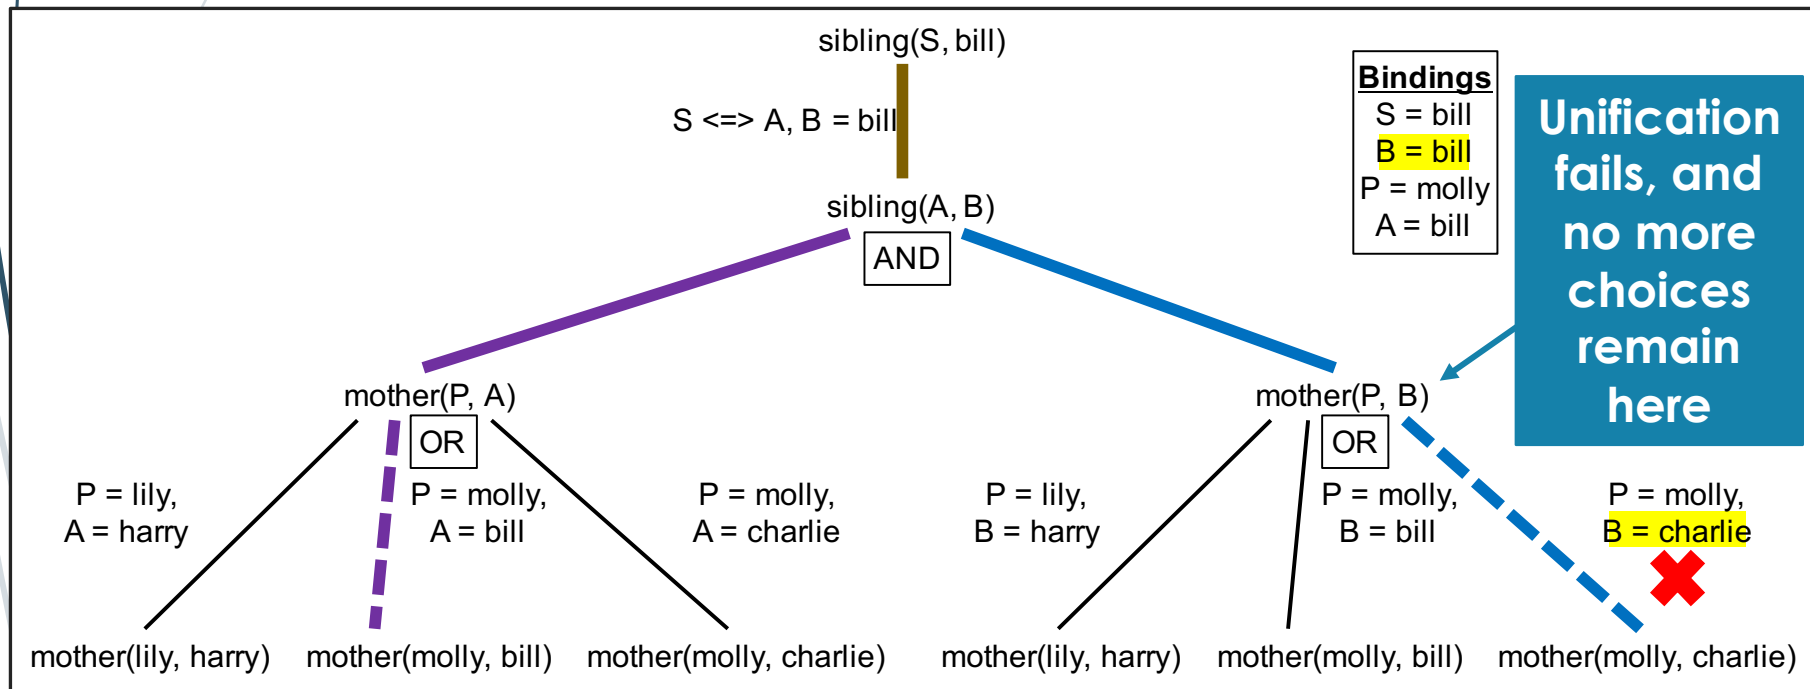 sibling(S, bill)
S <=> A, B = bill
sibling(A, B)
AND
Bindings
S = bill
B = bill
P = molly
A = bill
Unification
fails, and
no more
choices
remain
here
mother(P, A)
OR
mother(P, B)
OR
P = lily,
A = harry
P = molly,
A = bill
P = molly,
A = charlie
P = lily,
B = harry
P = molly,
B = bill
P = molly,
B = charlie
mother(lily, harry)
mother(molly, bill)
mother(molly, charlie)
mother(lily, harry)
mother(molly, bill)
mother(molly, charlie)